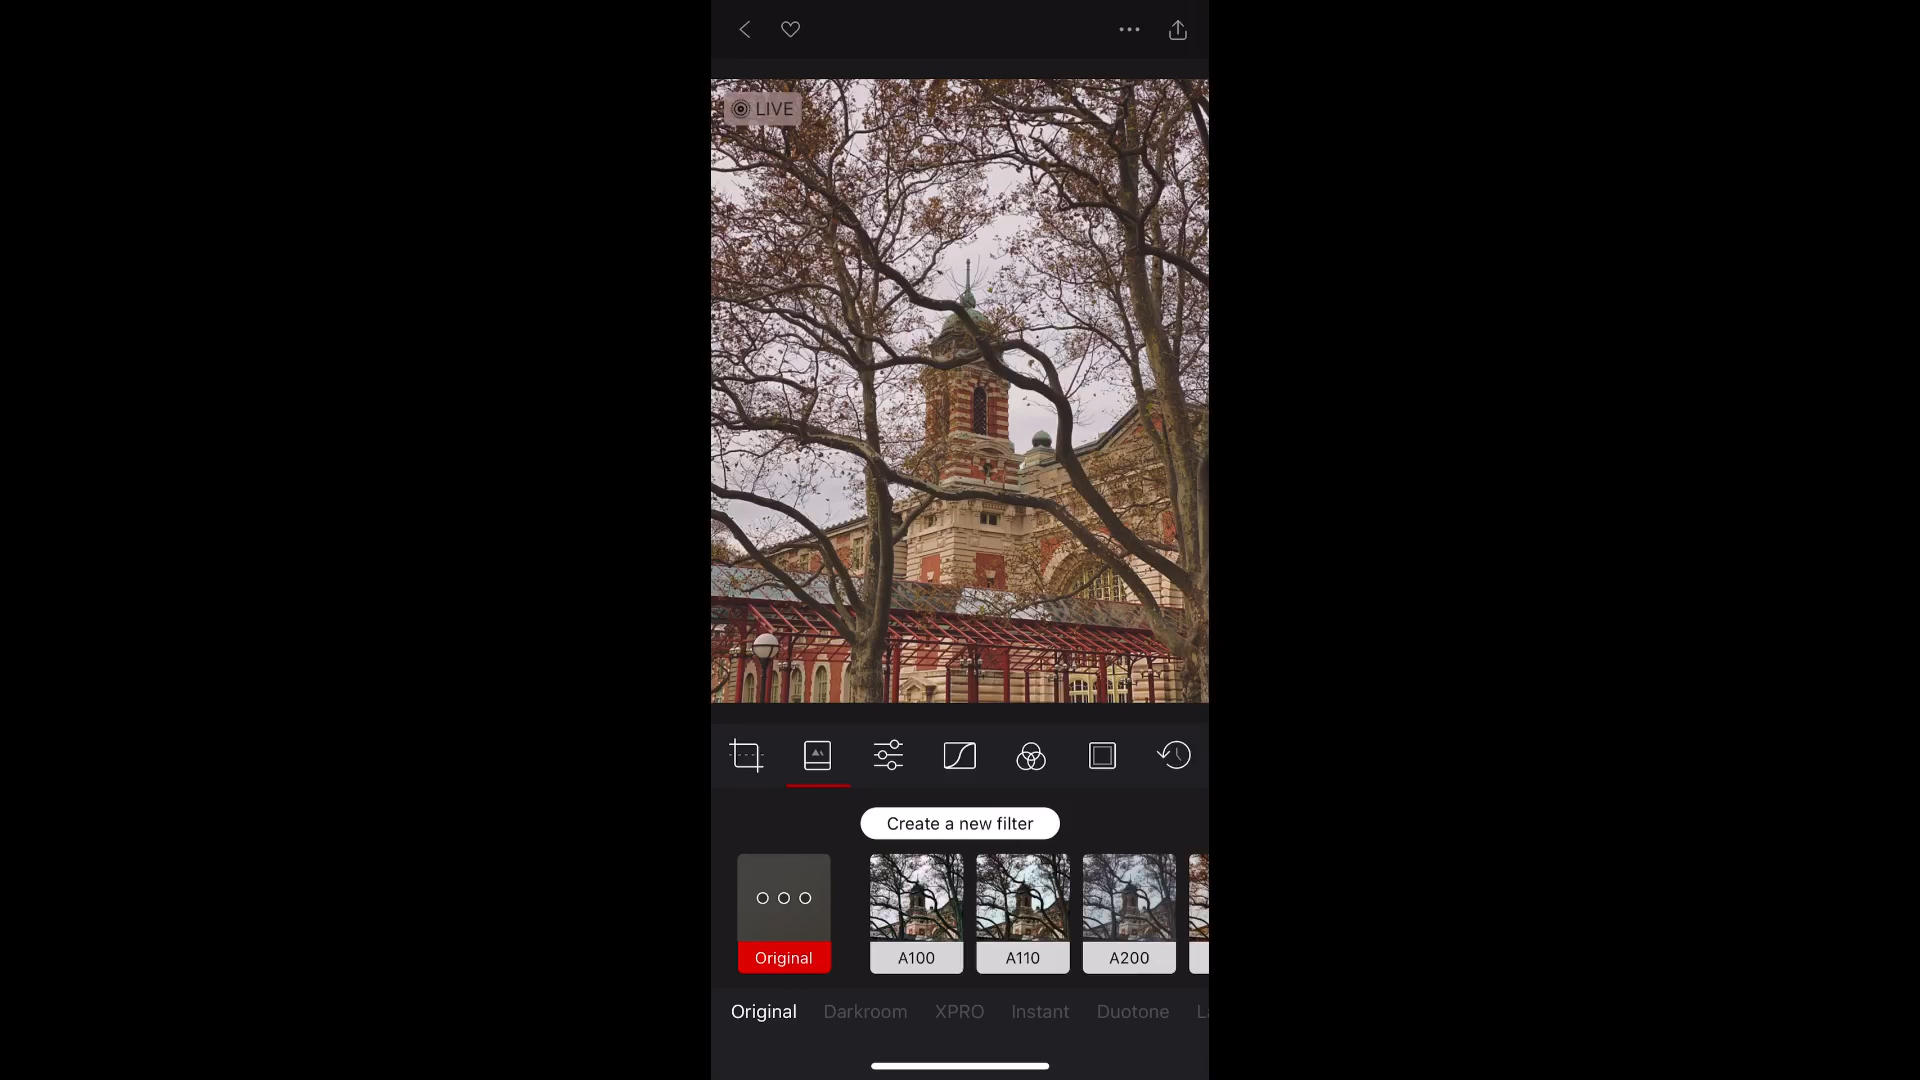 LIVE
Create a new filter
Original A100 A110 A200
Original Darkroom XPRO Instant Duotone